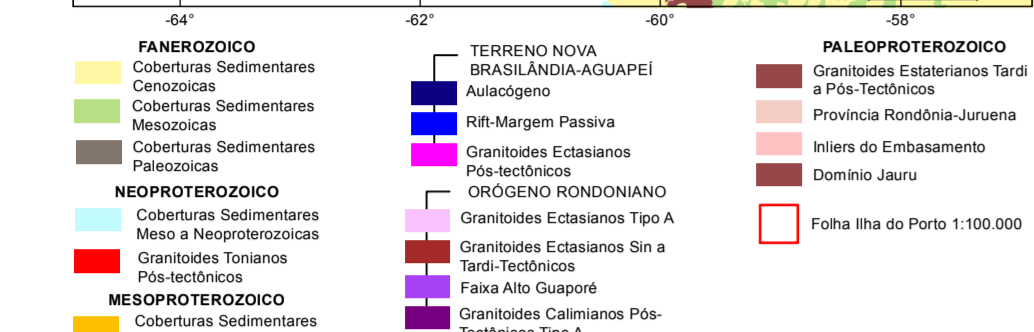 -64°
-62°
-60°
-58°
FANEROZOICO
Coberturas Sedimentares
Cenozoicas
Coberturas Sedimentares
Mesozoicas
Coberturas Sedimentares
Paleozoicas
NEOPROTEROZOICO
Coberturas Sedimentares
Meso a Neoproterozoicas
Granitoides Tonianos
Pós-tectônicos
MESOPROTEROZOICO
Coberturas Sedimentares
TERRENO NOVA
BRASILÂNDIA-AGUAPEÍ
Aulacógeno
Rift-Margem Passiva
Granitoides Ectasianos
Pós-tectônicos
ORÓGENO RONDONIANO
Granitoides Ectasianos Tipo A
Granitoides Ectasianos Sin a
Tardi-Tectônicos
Faixa Alto Guaporé
Granitoides Calimianos Pós-
Tectônicos Tipo A
PALEOPROTEROZOICO
Granitoides Estaterianos Tardi
a Pós-Tectônicos
Província Rondônia-Juruena
Inliers do Embasamento
Domínio Jauru
Folha Ilha do Porto 1:100.000